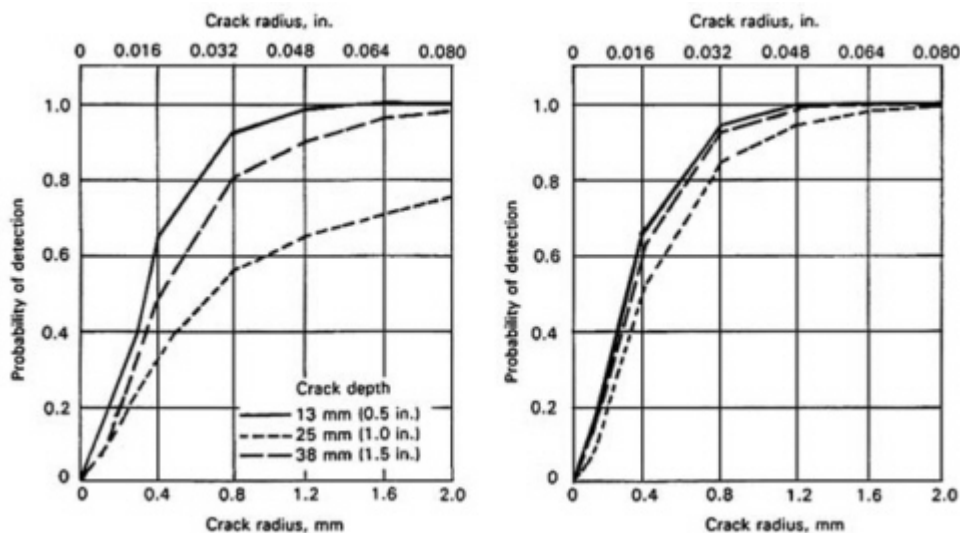 Crack radius, in.
0 0.016 0.032 0.048 0.064 0.080
1.0
0.8
0.6
0.4
0.2
0
Probability of detection
Crack depth
13 mm (0.5 in.)
25 mm (1.0 in.)
38 mm (1.5 in.)
0 0.4 0.8 1.2 1.6 2.0
Crack radius, mm
Crack radius, in.
0 0.016 0.032 0.048 0.064 0.080
1.0
0.8
0.6
0.4
0.2
0
Probability of detection
0 0.4 0.8 1.2 1.6 2.0
Crack radius, mm